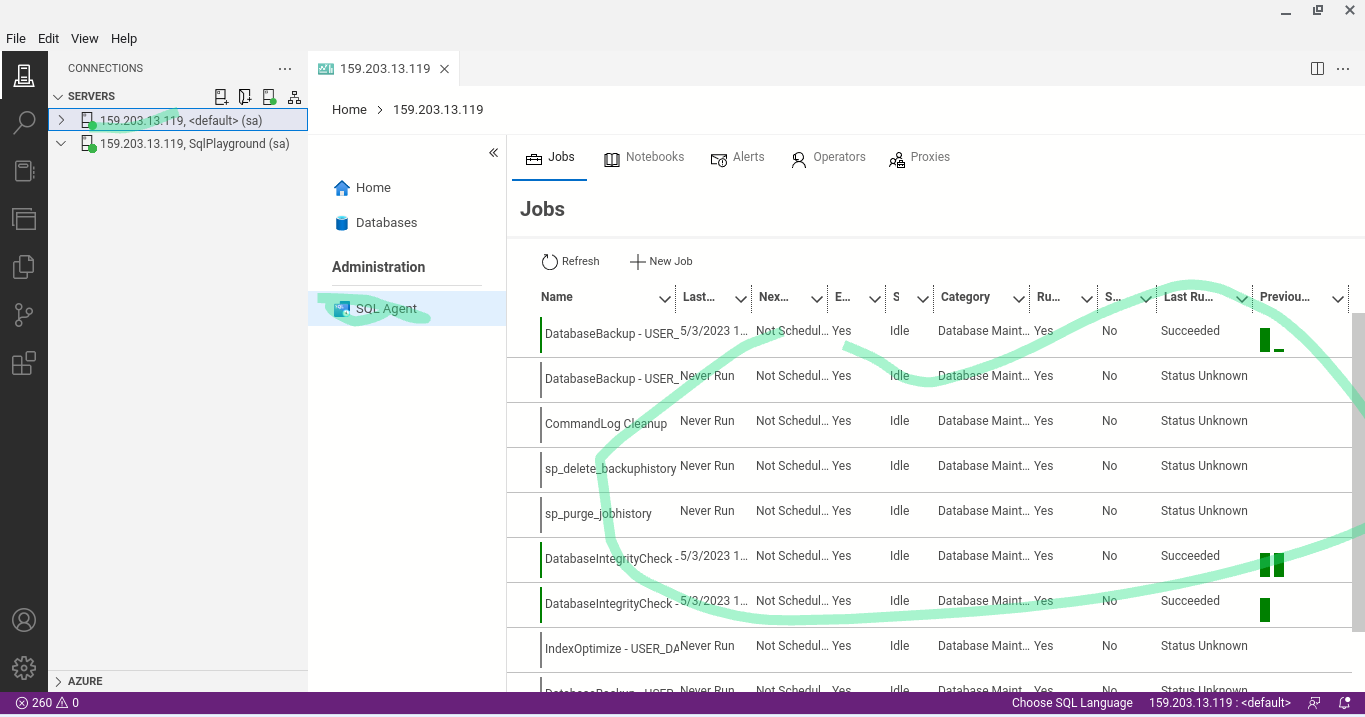 File Edit View Help
CONNECTIONS
159.203.13.119
SERVERS
159.203.13.119, <default> (sa)
159.203.13.119, SqlPlayground (sa)
AZURE
Home > 159.203.13.119
Home
Databases
Administration
SQL Agent
Jobs Notebooks Alerts Operators Proxies
Jobs
Refresh New Job
Name Last... Nex... E... S Category Ru... S... Last Ru... Previou...
DatabaseBackup - USER_ 5/3/2023 1... Not Schedul... Yes Idle Database Maint... Yes No Succeeded
DatabaseBackup - USER_ Never Run Not Schedul... Yes Idle Database Maint... Yes No Status Unknown
CommandLog Cleanup Never Run Not Schedul... Yes Idle Database Maint... Yes No Status Unknown
sp_delete_backuphistory Never Run Not Schedul... Yes Idle Database Maint... Yes No Status Unknown
sp_purge_jobhistory Never Run Not Schedul... Yes Idle Database Maint... Yes No Status Unknown
DatabaseIntegrityCheck - 5/3/2023 1... Not Schedul... Yes Idle Database Maint... Yes No Succeeded
DatabaseIntegrityCheck - 5/3/2023 1... Not Schedul... Yes Idle Database Maint... Yes No Succeeded
IndexOptimize - USER_DA Never Run Not Schedul... Yes Idle Database Maint... Yes No Status Unknown
DatabaseBackup - USER_ Never Run Not Schedul... Yes Idle Database Maint... Yes No Status Unknown
260 0 Choose SQL Language 159.203.13.119 : <default>